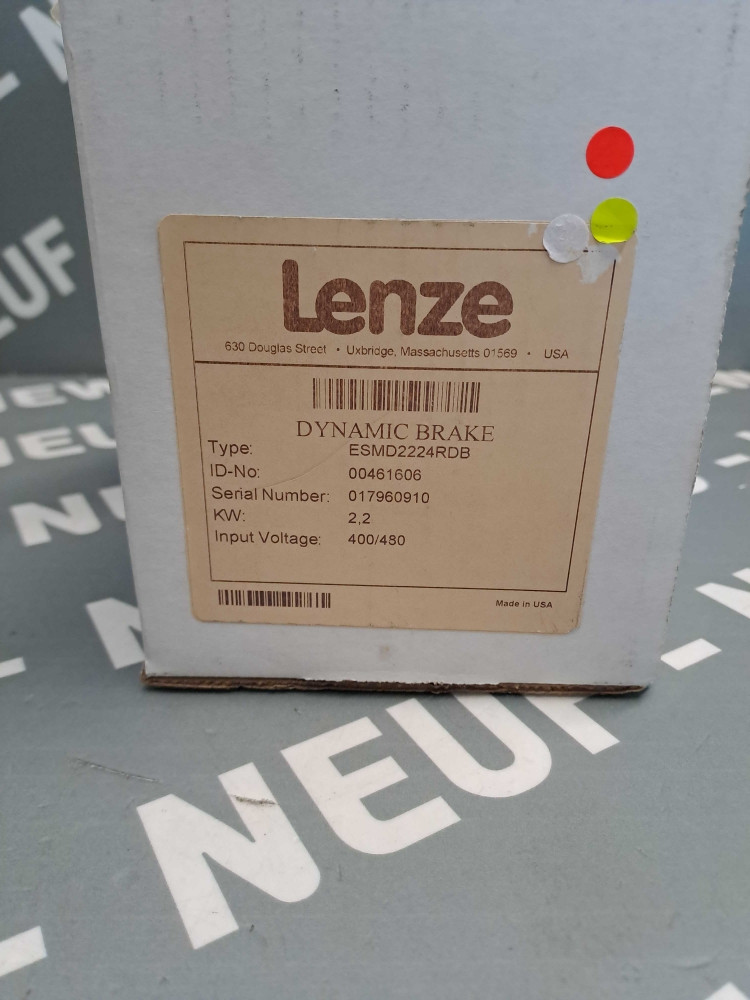 Lenze
630 Douglas Street • Uxbridge, Massachusetts 01569 • USA
DYNAMIC BRAKE
Type: ESMD2224RDB
ID-No: 00461606
Serial Number: 017960910
KW: 2,2
Input Voltage: 400/480
Made in USA
NEUF
NEUF -